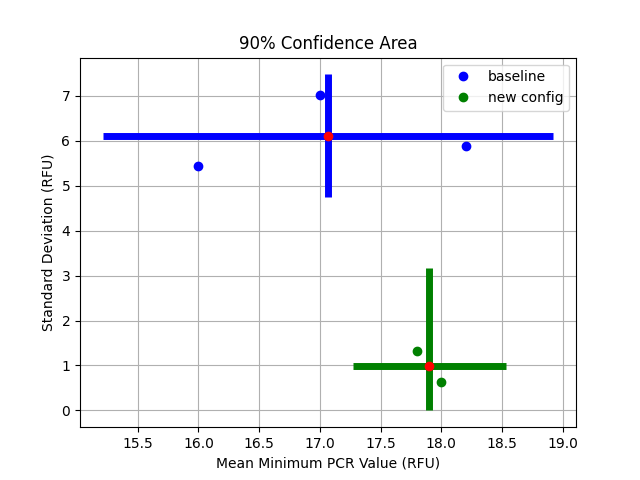 90% Confidence Area
baseline
new config
Standard Deviation (RFU)
7
6
5
4
3
2
1
0
15.5 16.0 16.5 17.0 17.5 18.0 18.5 19.0
Mean Minimum PCR Value (RFU)